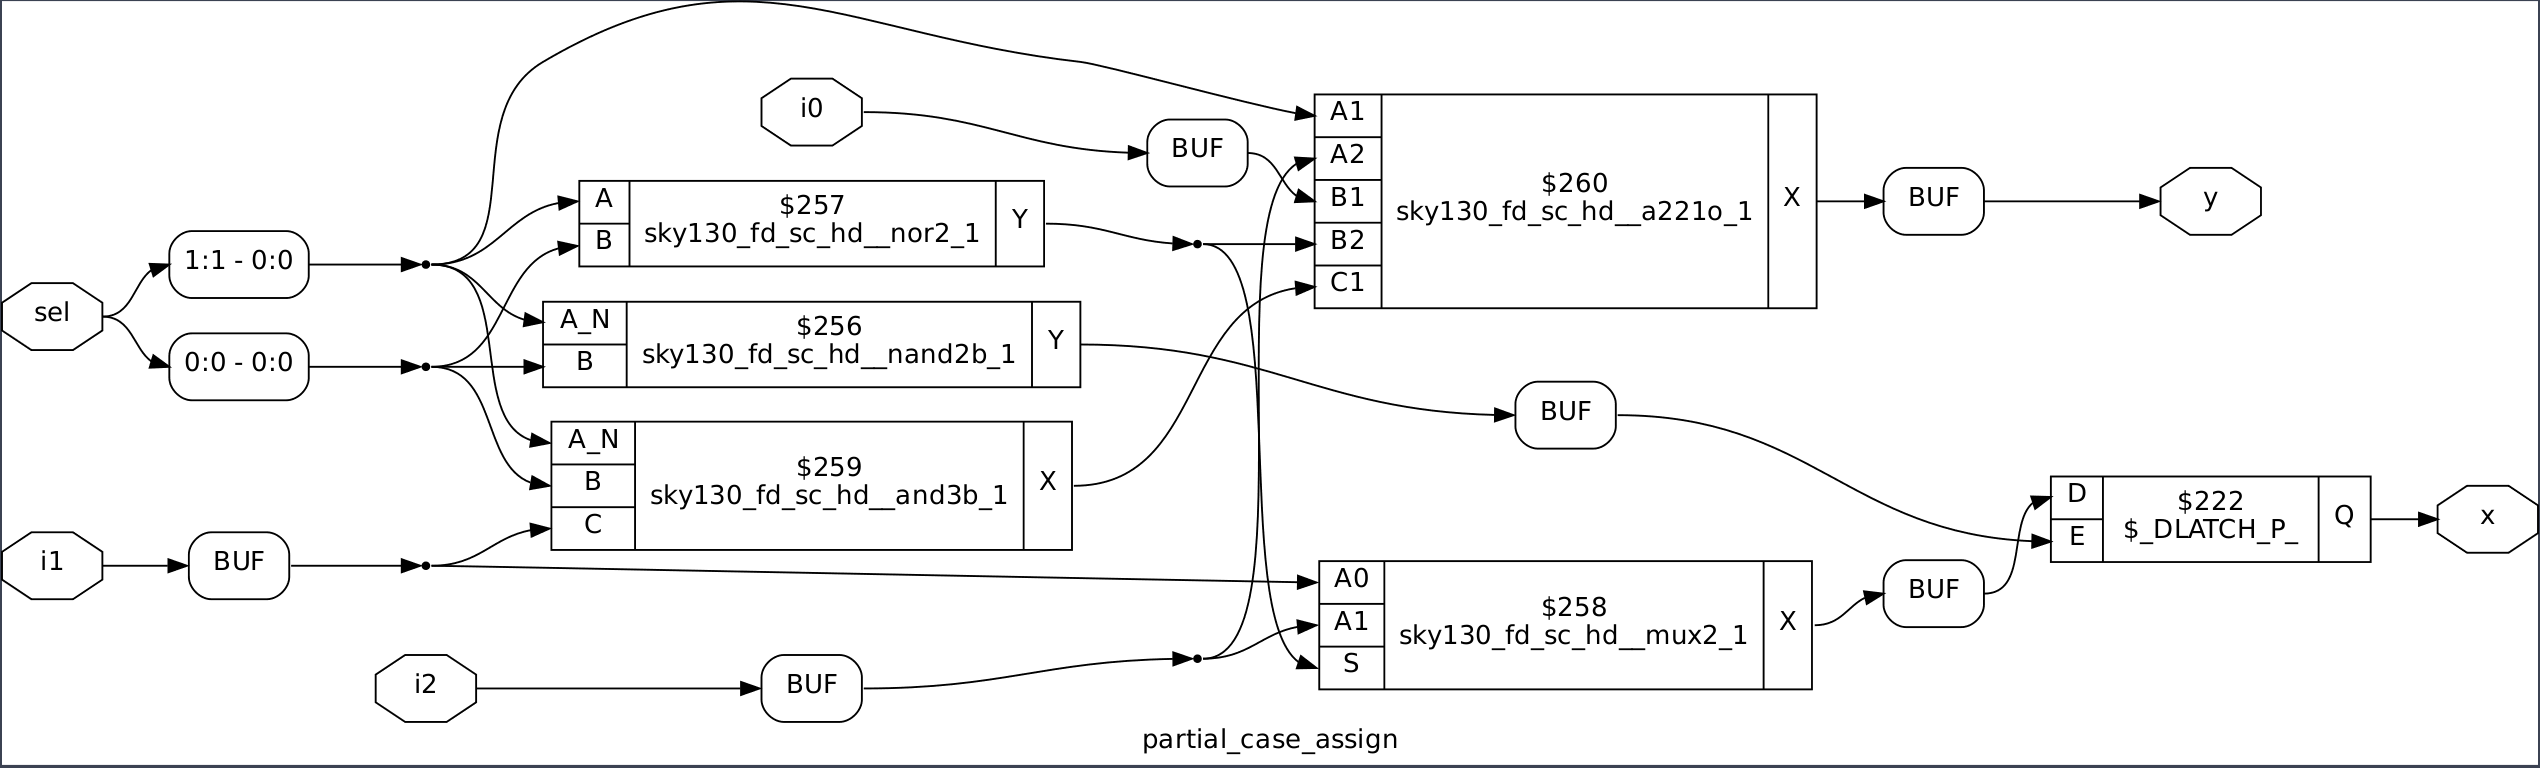 sel
1:1 - 0:0
0:0 - 0:0
i1
BUF
i2
BUF
i0
BUF
A
B
$257
sky130_fd_sc_hd__nor2_1
Y
A_N
B
$256
sky130_fd_sc_hd__nand2b_1
Y
A_N
B
C
$259
sky130_fd_sc_hd__and3b_1
X
A1
A2
B1
B2
C1
$260
sky130_fd_sc_hd__a221o_1
X
BUF
y
BUF
A0
A1
S
$258
sky130_fd_sc_hd__mux2_1
X
BUF
D
E
$222
$_DLATCH_P_
Q
x
partial_case_assign